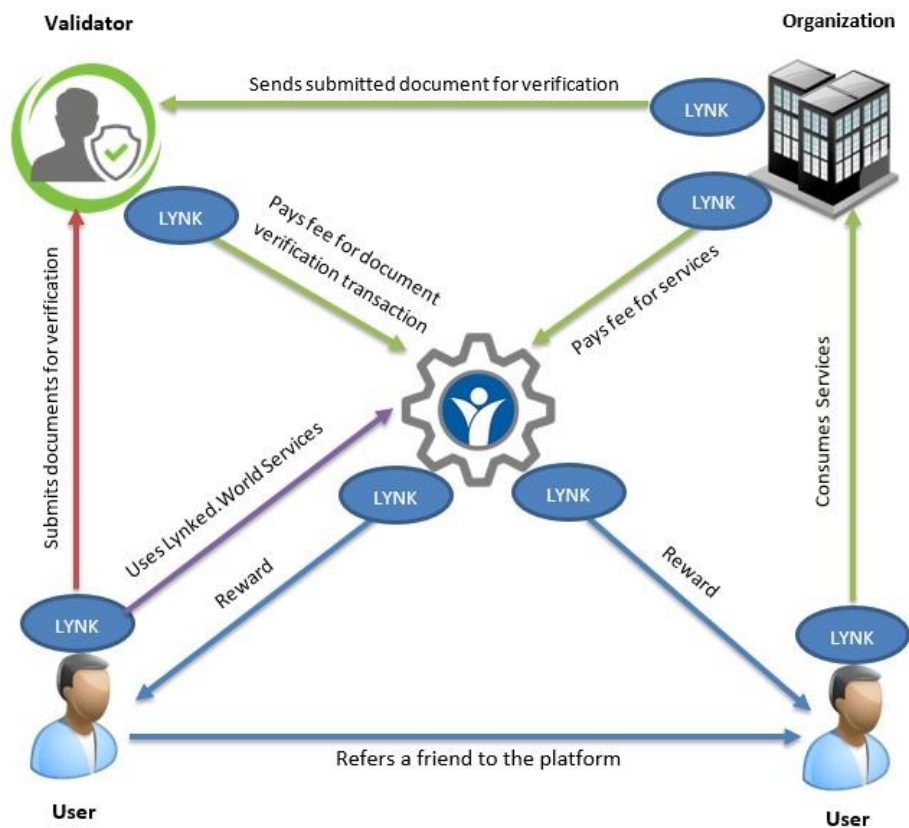 Validator
Organization
Sends submitted document for verification
LYNK
LYNK
LYNK
Pays fee for document
verification transaction
Pays fee for services
Submits documents for verification
Consumes Services
Uses Lynked.World Services
LYNK
LYNK
Reward
Reward
LYNK
LYNK
Refers a friend to the platform
User
User